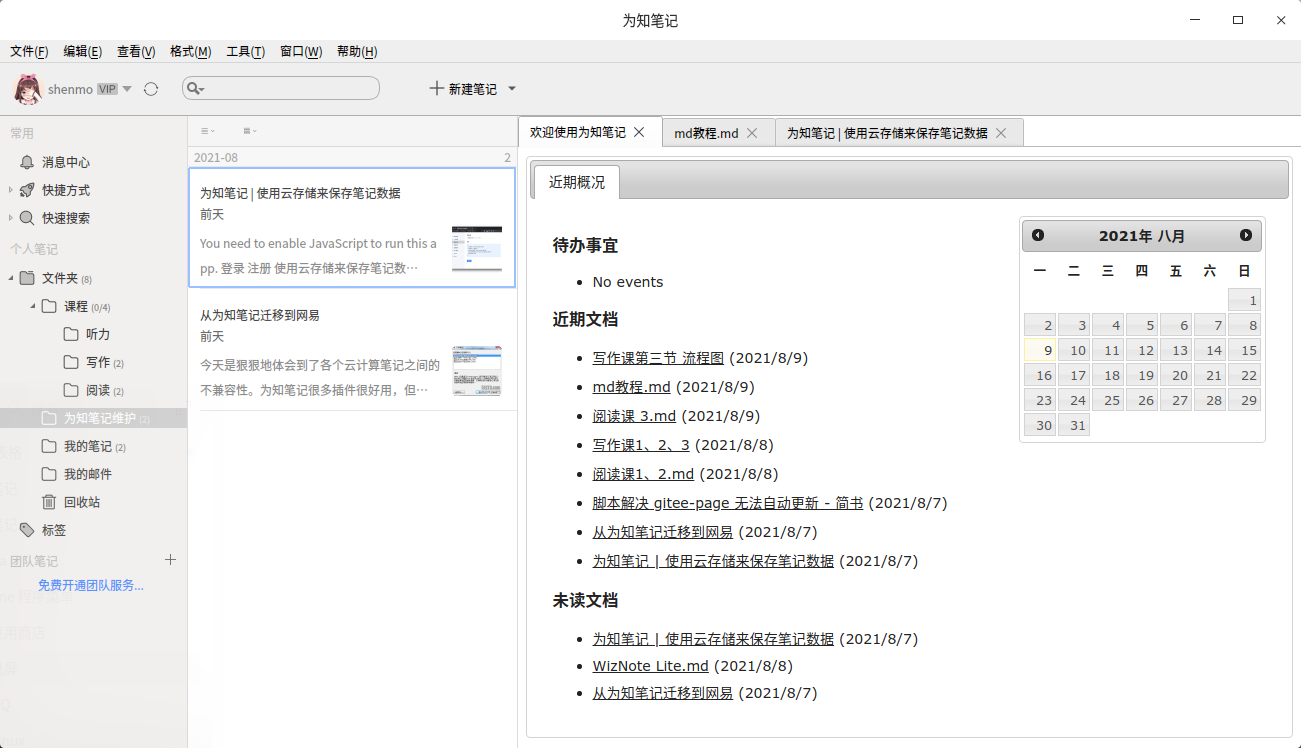 为知笔记
文件(F) 编辑(E) 查看(V) 格式(M) 工具(T) 窗口(W) 帮助(H)
shenmo VIP
新建笔记
常用
消息中心
快捷方式
快速搜索
个人笔记
文件夹 (8)
课程 (0/4)
听力
写作 (2)
阅读 (2)
为知笔记维护 (2)
我的笔记 (2)
我的邮件
回收站
标签
团队笔记
免费开通团队服务...
2021-08 2
为知笔记 | 使用云存储来保存笔记数据
前天
You need to enable JavaScript to run this a
pp. 登录 注册 使用云存储来保存笔记数…
从为知笔记迁移到网易
前天
今天是狠狠地体会到了各个云计算笔记之间的
不兼容性。为知笔记很多插件很好用，但…
欢迎使用为知笔记 md教程.md 为知笔记 | 使用云存储来保存笔记数据
近期概况
待办事宜
• No events
近期文档
• 写作课第三节 流程图 (2021/8/9)
• md教程.md (2021/8/9)
• 阅读课 3.md (2021/8/9)
• 写作课1、2、3 (2021/8/8)
• 阅读课1、2.md (2021/8/8)
• 脚本解决 gitee-page 无法自动更新 - 简书 (2021/8/7)
• 从为知笔记迁移到网易 (2021/8/7)
• 为知笔记 | 使用云存储来保存笔记数据 (2021/8/7)
未读文档
• 为知笔记 | 使用云存储来保存笔记数据 (2021/8/7)
• WizNote Lite.md (2021/8/8)
• 从为知笔记迁移到网易 (2021/8/7)
2021年 八月
一 二 三 四 五 六 日
1
2 3 4 5 6 7 8
9 10 11 12 13 14 15
16 17 18 19 20 21 22
23 24 25 26 27 28 29
30 31